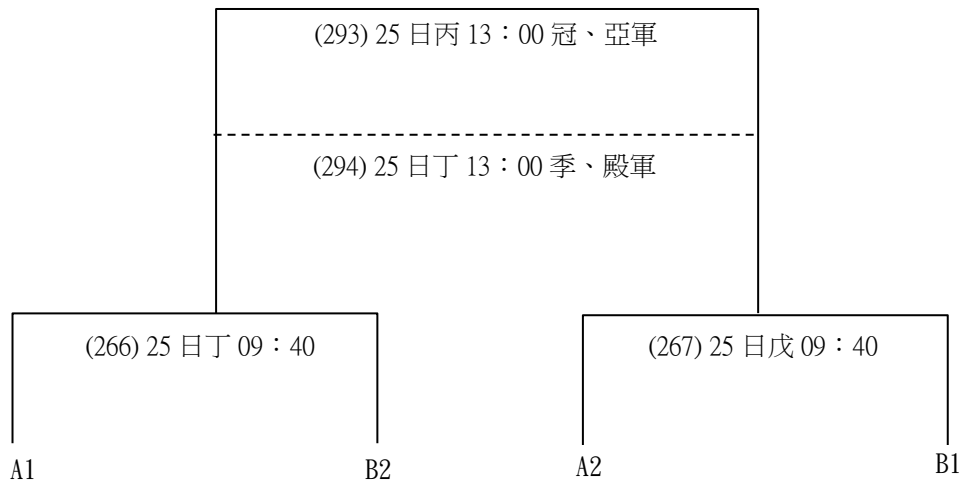 (293) 25 日丙 13：00 冠、亞軍
(294) 25 日丁 13：00 季、殿軍
(266) 25 日丁 09：40
(267) 25 日戊 09：40
A1
B2
A2
B1